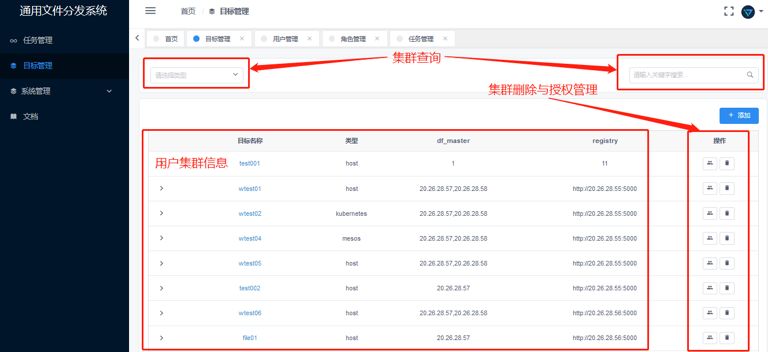 通用文件分发系统
首页 / 目标管理
任务管理
目标管理
系统管理
文档
首页
目标管理 ×
用户管理 ×
角色管理 ×
任务管理 ×
集群查询
请选择类型
请输入关键字搜索...
集群删除与授权管理
+ 添加
用户集群信息
目标名称 类型 df_master registry 操作
test001 host 1 11
wtest01 host 20.26.28.57,20.26.28.58 http://20.26.28.55:5000
wtest02 kubernetes 20.26.28.57,20.26.28.58 http://20.26.28.55:5000
wtest04 mesos 20.26.28.57,20.26.28.58 http://20.26.28.55:5000
wtest05 host 20.26.28.57,20.26.28.58 http://20.26.28.55:5000
test002 host 20.26.28.57 http://20.26.28.55:5000
wtest06 host 20.26.28.57,20.26.28.58 http://20.26.28.56:5000
file01 host 20.26.28.57 http://20.26.28.56:5000